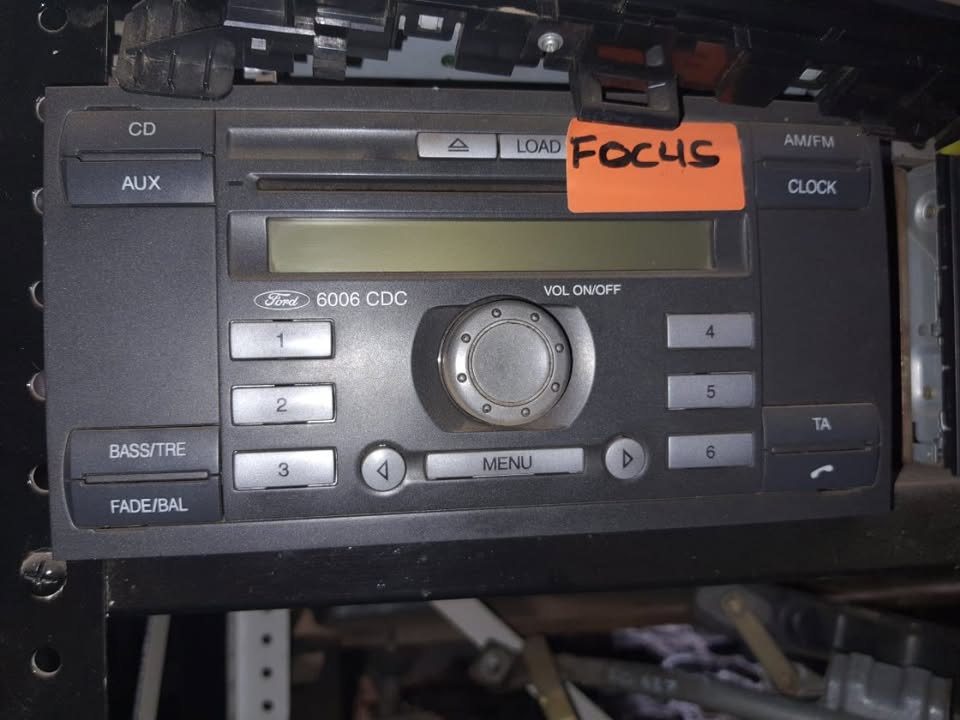 CD
LOAD
FOCUS
AM/FM
AUX
CLOCK
Ford 6006 CDC
VOL ON/OFF
1
4
2
5
3
6
MENU
BASS/TRE
TA
FADE/BAL